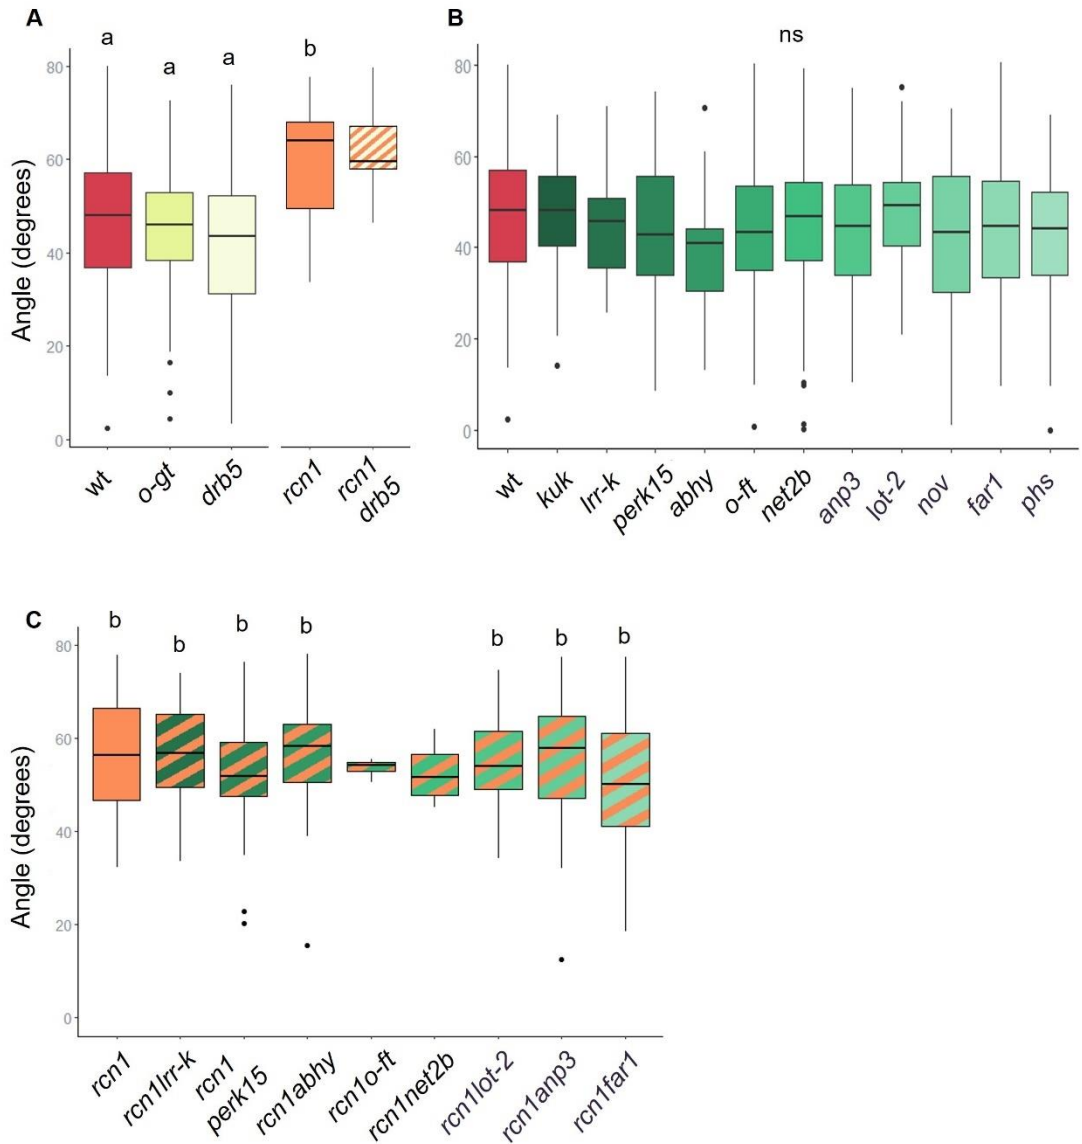 A
B
a
a
a
b
ns
80
60
40
20
0
Angle (degrees)
wt
o-gt
drb5
rcn1
rcn1
drb5
80
60
40
20
0
wt
kuk
lrr-k
perk15
abhy
o-ft
net2b
anp3
lot-2
nov
far1
phs
C
b
b
b
b
b
b
b
80
60
40
20
0
Angle (degrees)
rcn1
rcn1lrr-k
rcn1
perk15
rcn1abhy
rcn1o-ft
rcn1net2b
rcn1lot-2
rcn1anp3
rcn1far1